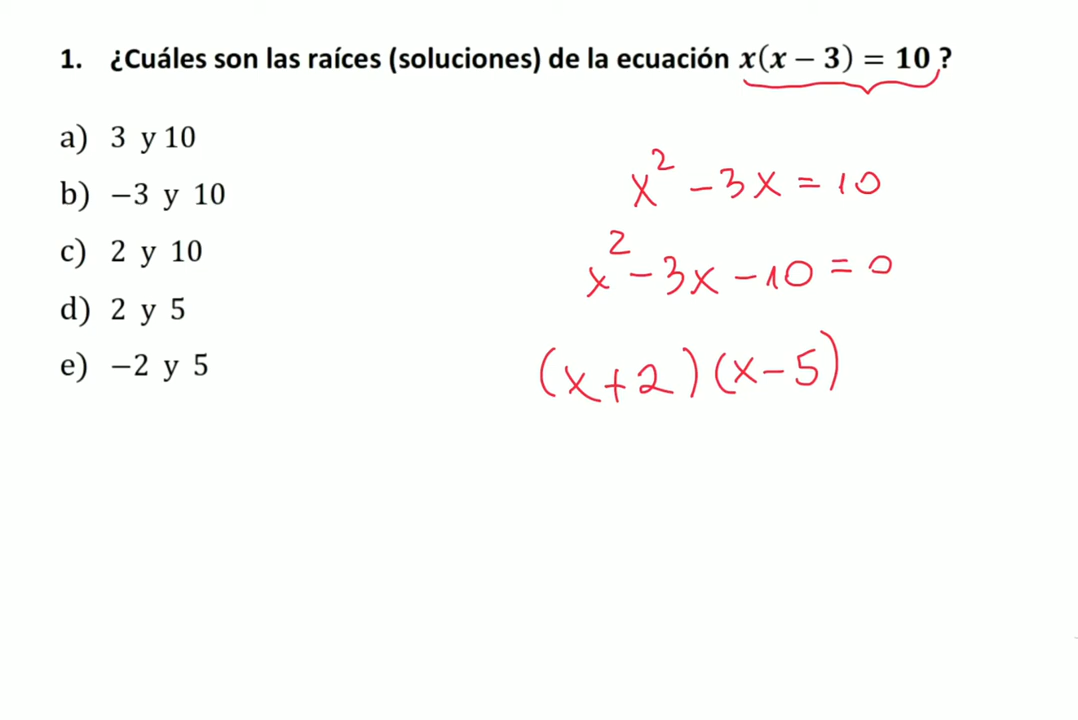 1. ¿Cuáles son las raíces (soluciones) de la ecuación x(x − 3) = 10 ?
a) 3 y 10
b) −3 y 10
c) 2 y 10
d) 2 y 5
e) −2 y 5
x² − 3x = 10
x² − 3x − 10 = 0
(x+2)(x−5)